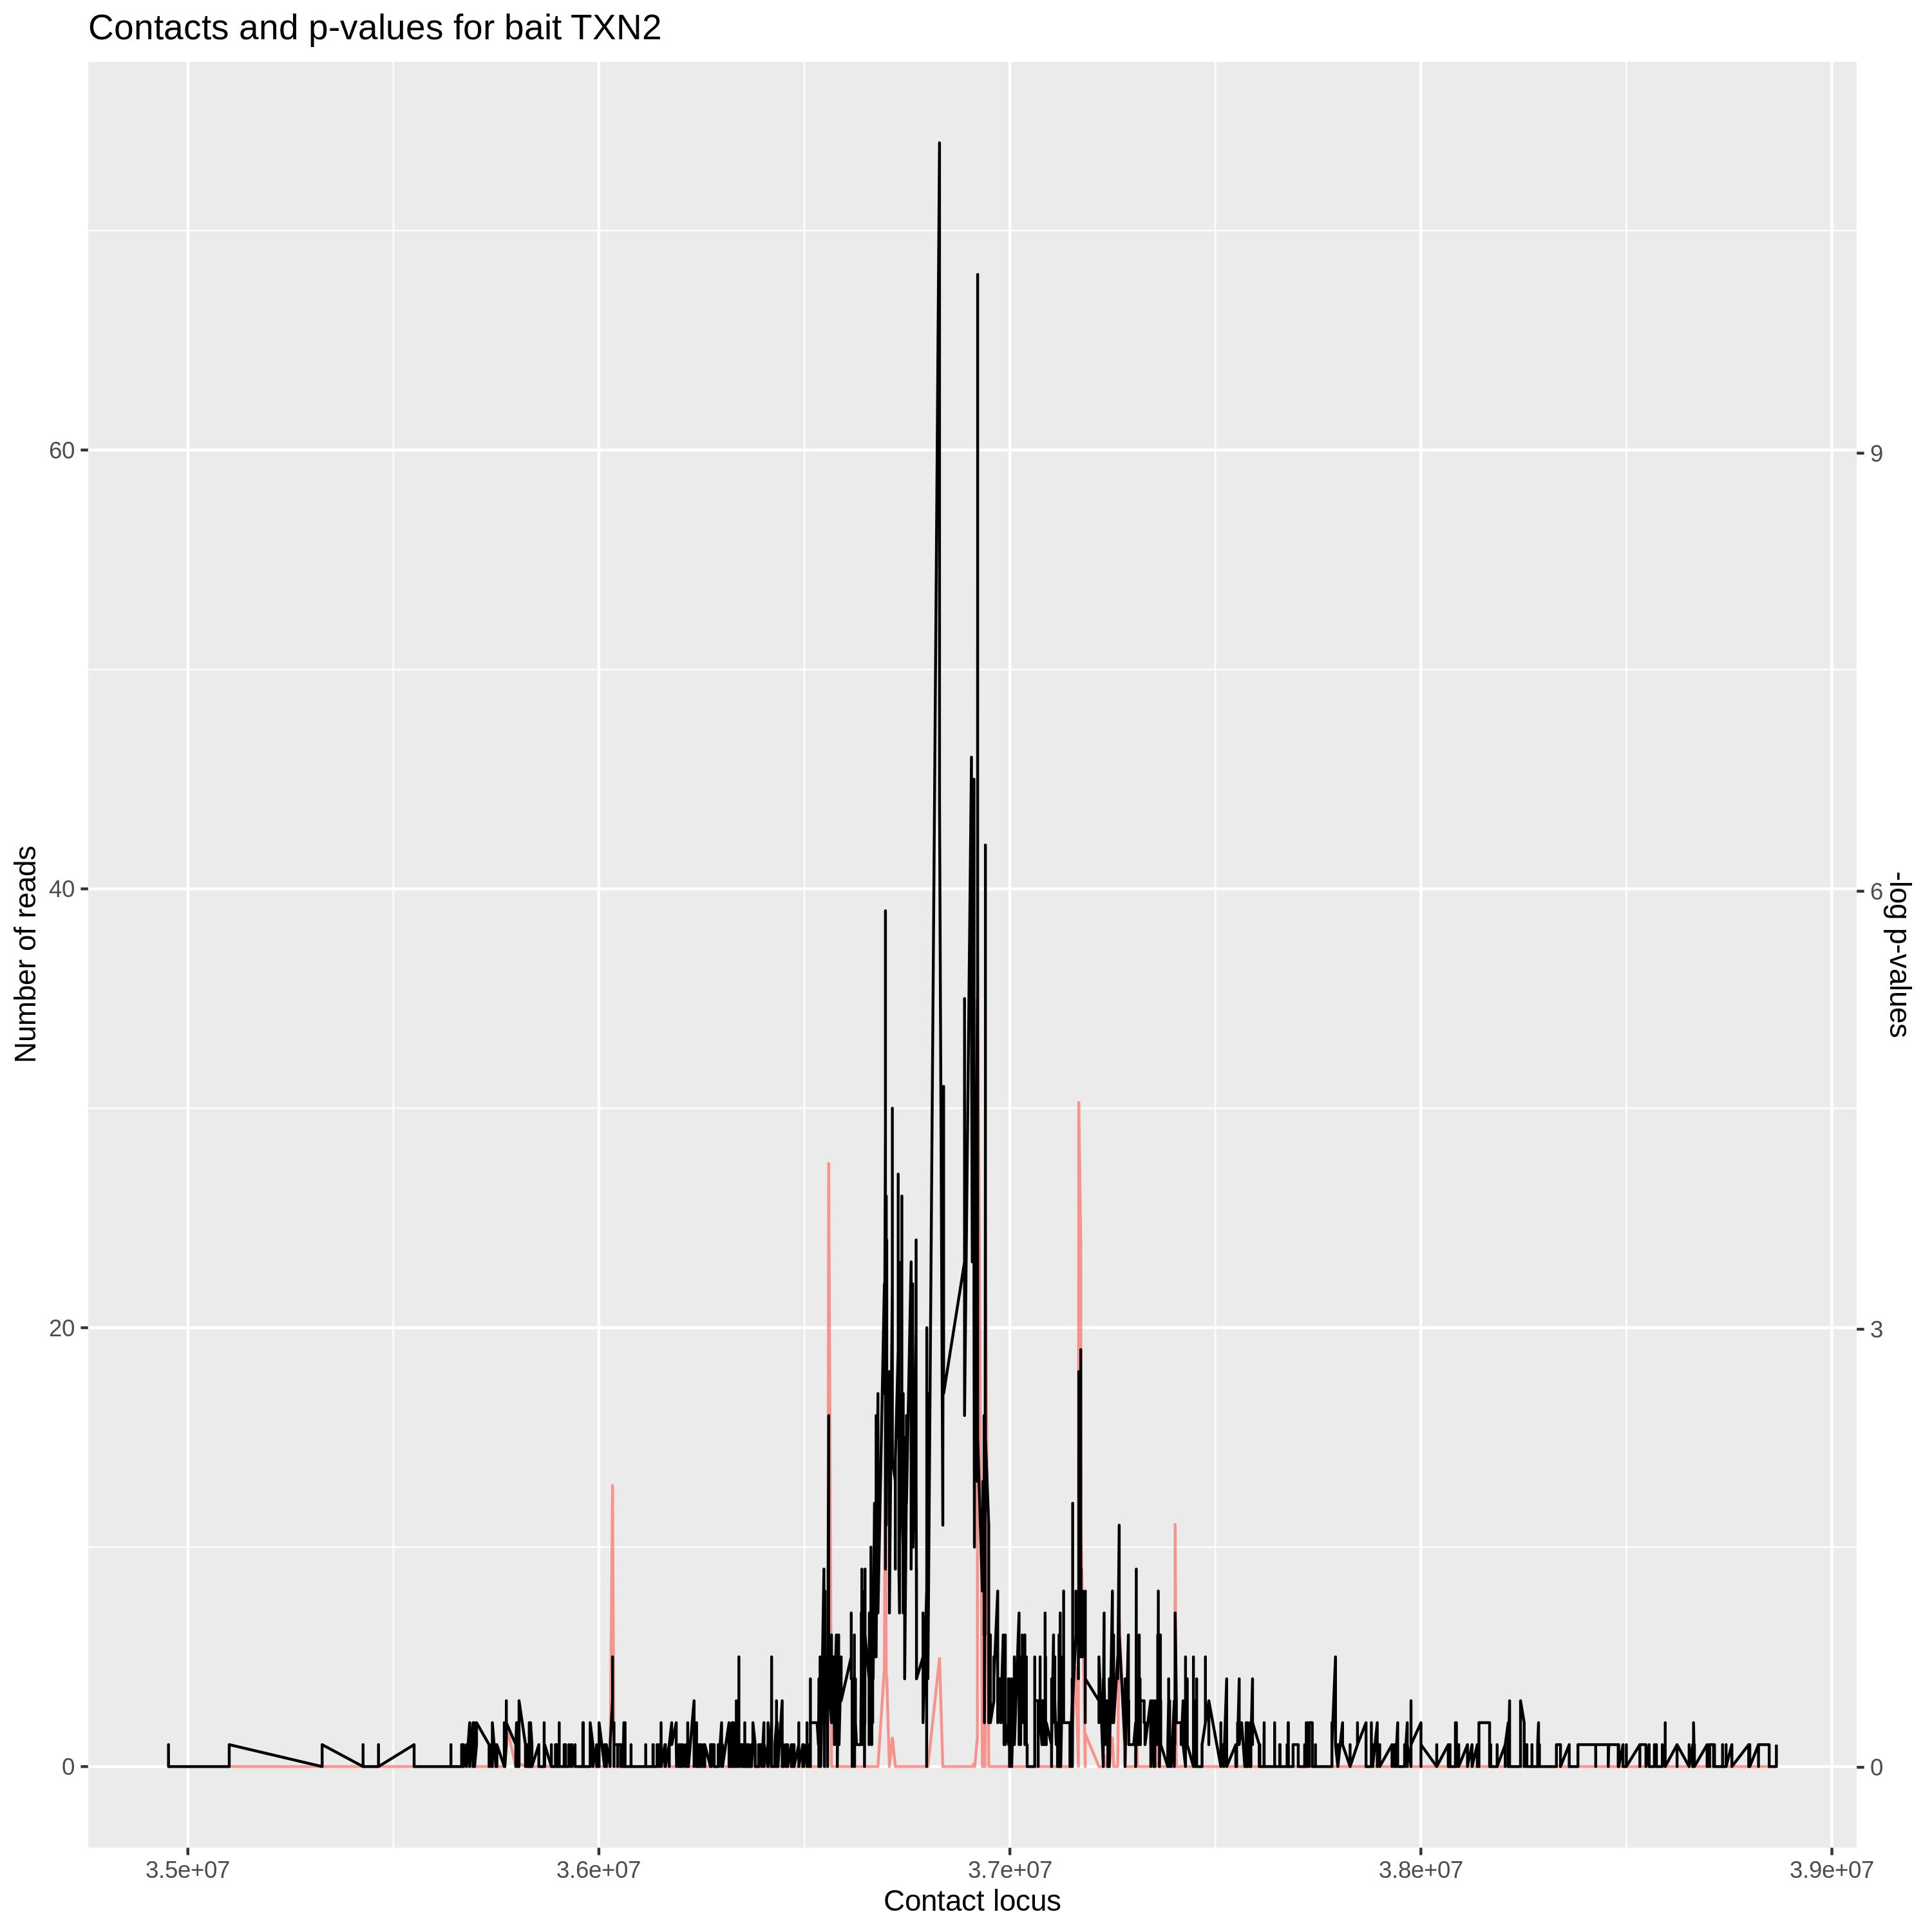 Contacts and p-values for bait TXN2
Number of reads
60
40
20
0
9
6
3
0
-log p-values
3.5e+07
3.6e+07
3.7e+07
3.8e+07
3.9e+07
Contact locus